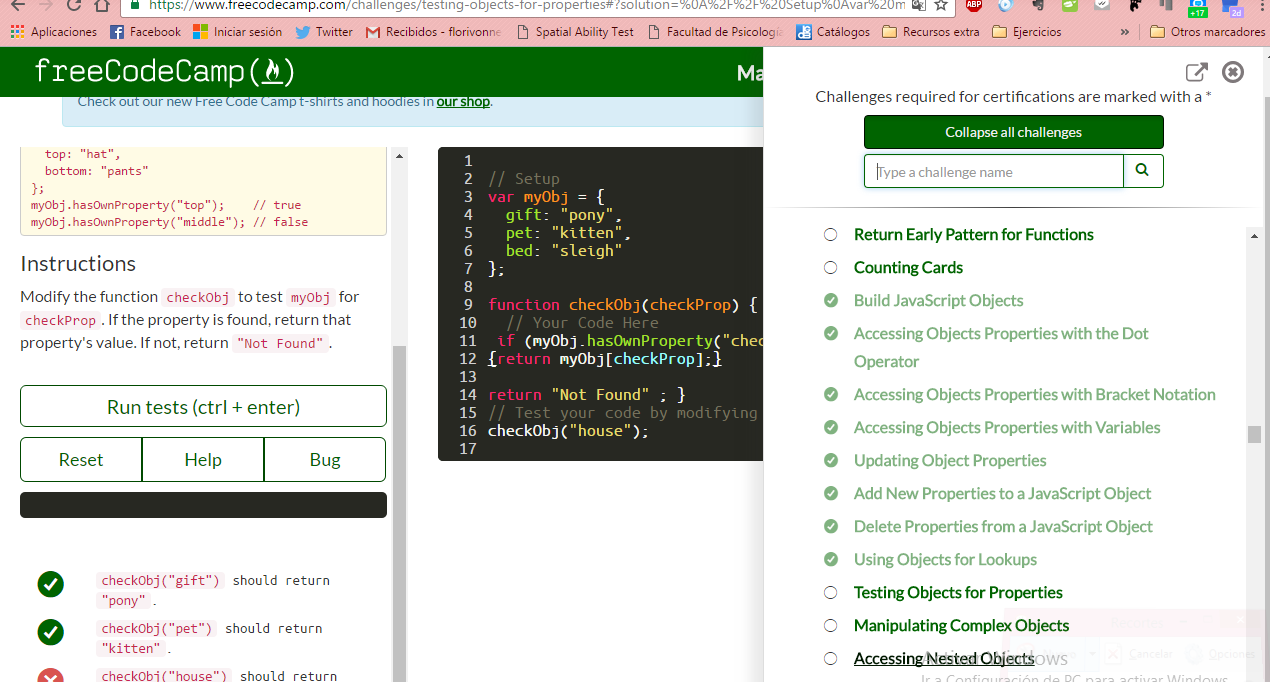 https://www.freecodecamp.com/challenges/testing-objects-for-properties#?solution=%0A%2F%2F%20Setup%0Avar%20m
ABP
+17
2d
Aplicaciones
Facebook
Iniciar sesión
Twitter
Recibidos - florivonne
Spatial Ability Test
Facultad de Psicología
Catálogos
Recursos extra
Ejercicios
»
Otros marcadores
freeCodeCamp
Ma
Check out our new Free Code Camp t-shirts and hoodies in our shop.
top: "hat",
bottom: "pants"
};
myObj.hasOwnProperty("top");    // true
myObj.hasOwnProperty("middle"); // false
Instructions
Modify the function checkObj to test myObj for
checkProp . If the property is found, return that
property's value. If not, return "Not Found" .
Run tests (ctrl + enter)
Reset
Help
Bug
checkObj("gift") should return
"pony" .
checkObj("pet") should return
"kitten" .
checkObj("house") should return
1
2 // Setup
3 var myObj = {
4   gift: "pony",
5   pet: "kitten",
6   bed: "sleigh"
7 };
8
9 function checkObj(checkProp) {
10   // Your Code Here
11  if (myObj.hasOwnProperty("chec
12 {return myObj[checkProp];}
13
14 return "Not Found" ; }
15 // Test your code by modifying
16 checkObj("house");
17
Challenges required for certifications are marked with a *
Collapse all challenges
Type a challenge name
Return Early Pattern for Functions
Counting Cards
Build JavaScript Objects
Accessing Objects Properties with the Dot
Operator
Accessing Objects Properties with Bracket Notation
Accessing Objects Properties with Variables
Updating Object Properties
Add New Properties to a JavaScript Object
Delete Properties from a JavaScript Object
Using Objects for Lookups
Testing Objects for Properties
Manipulating Complex Objects
Accessing Nested Objects
Activar Windows
Cancelar
Opciones
Ir a Configuración de PC para activar Windows.